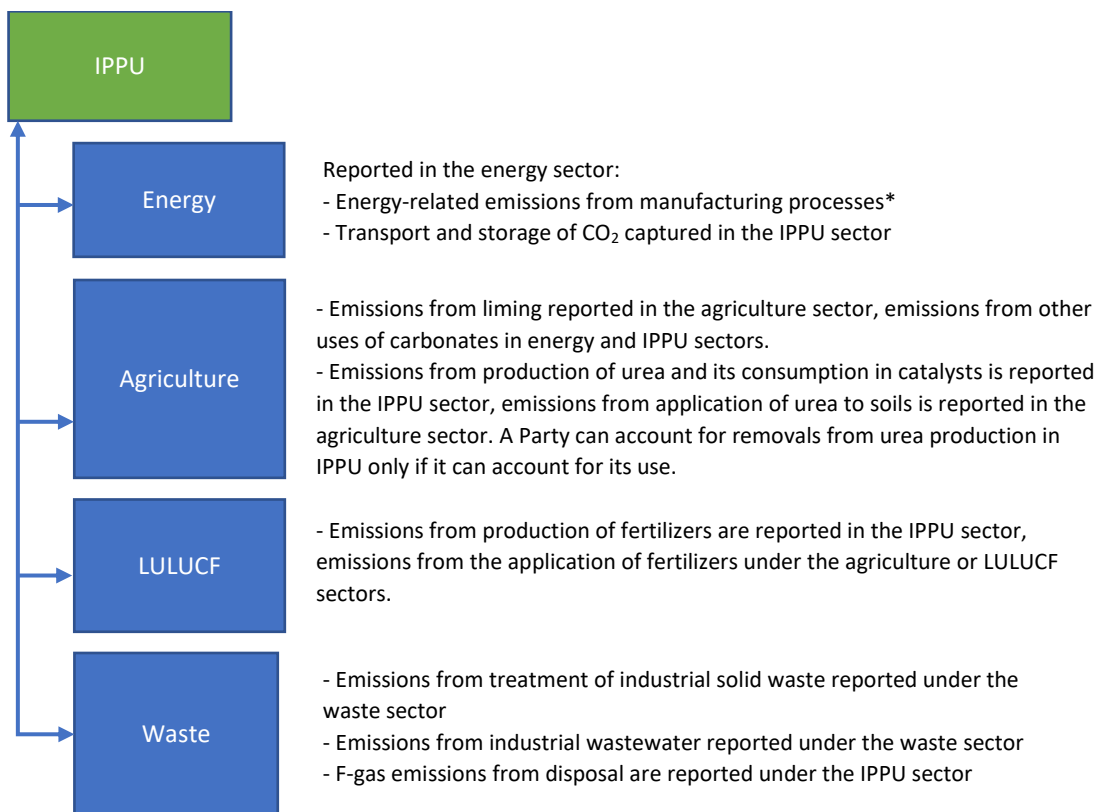 IPPU
Energy
Reported in the energy sector:
- Energy-related emissions from manufacturing processes*
- Transport and storage of CO₂ captured in the IPPU sector
Agriculture
- Emissions from liming reported in the agriculture sector, emissions from other
uses of carbonates in energy and IPPU sectors.
- Emissions from production of urea and its consumption in catalysts is reported
in the IPPU sector, emissions from application of urea to soils is reported in the
agriculture sector. A Party can account for removals from urea production in
IPPU only if it can account for its use.
LULUCF
- Emissions from production of fertilizers are reported in the IPPU sector,
emissions from the application of fertilizers under the agriculture or LULUCF
sectors.
Waste
- Emissions from treatment of industrial solid waste reported under the
waste sector
- Emissions from industrial wastewater reported under the waste sector
- F-gas emissions from disposal are reported under the IPPU sector